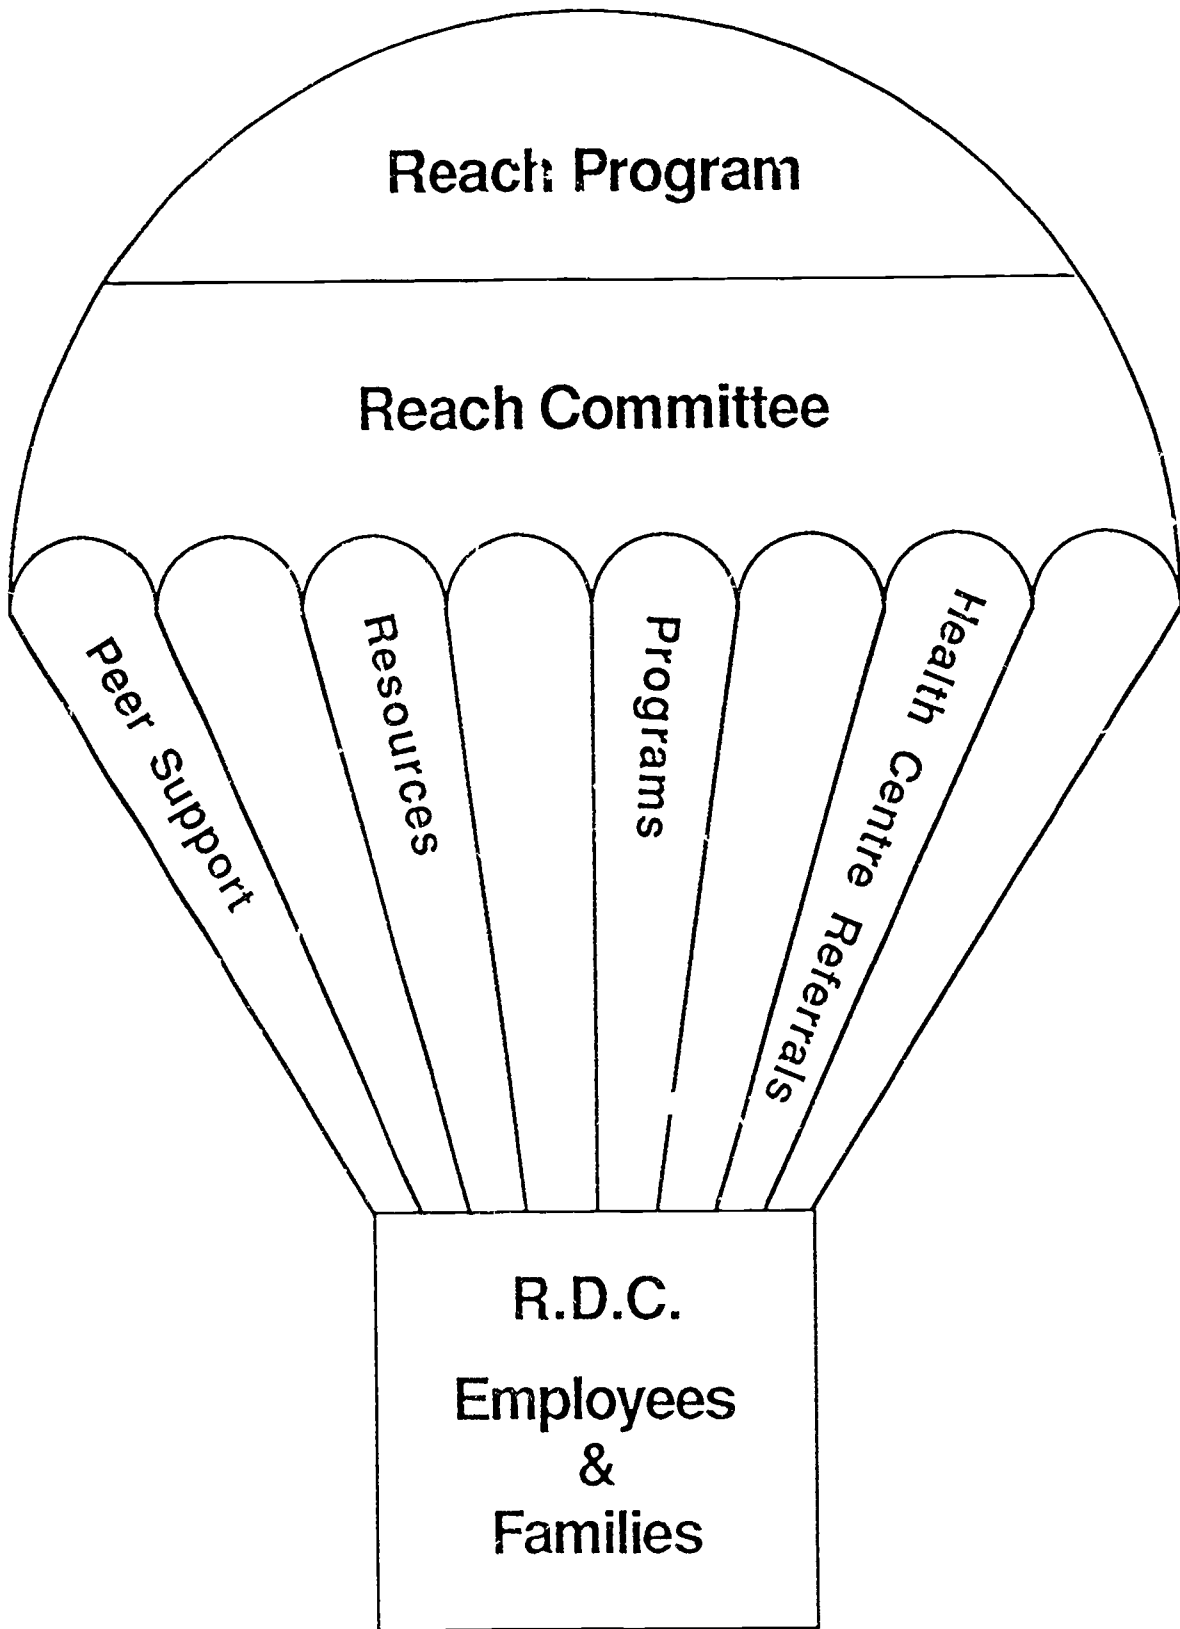 Reach Program
Reach Committee
Peer Support
Resources
Programs
Health Centre Referrals
R.D.C.
Employees
&
Families